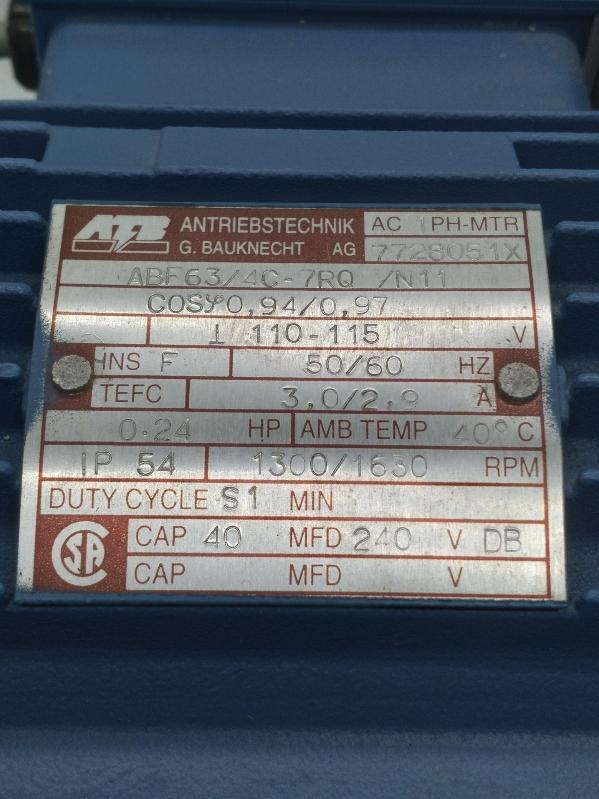 ATB ANTRIEBSTECHNIK AC 1PH-MTR
G. BAUKNECHT AG 7728051X
ABF63/4C-7RQ /N11
COSφ0,94/0,97
⊥ 110-115 V
INS F 50/60 HZ
TEFC 3,0/2,9 A
0.24 HP AMB TEMP 40°C
IP 54 1300/1630 RPM
DUTY CYCLE S1 MIN
CSA CAP 40 MFD 240 V DB
CAP MFD V